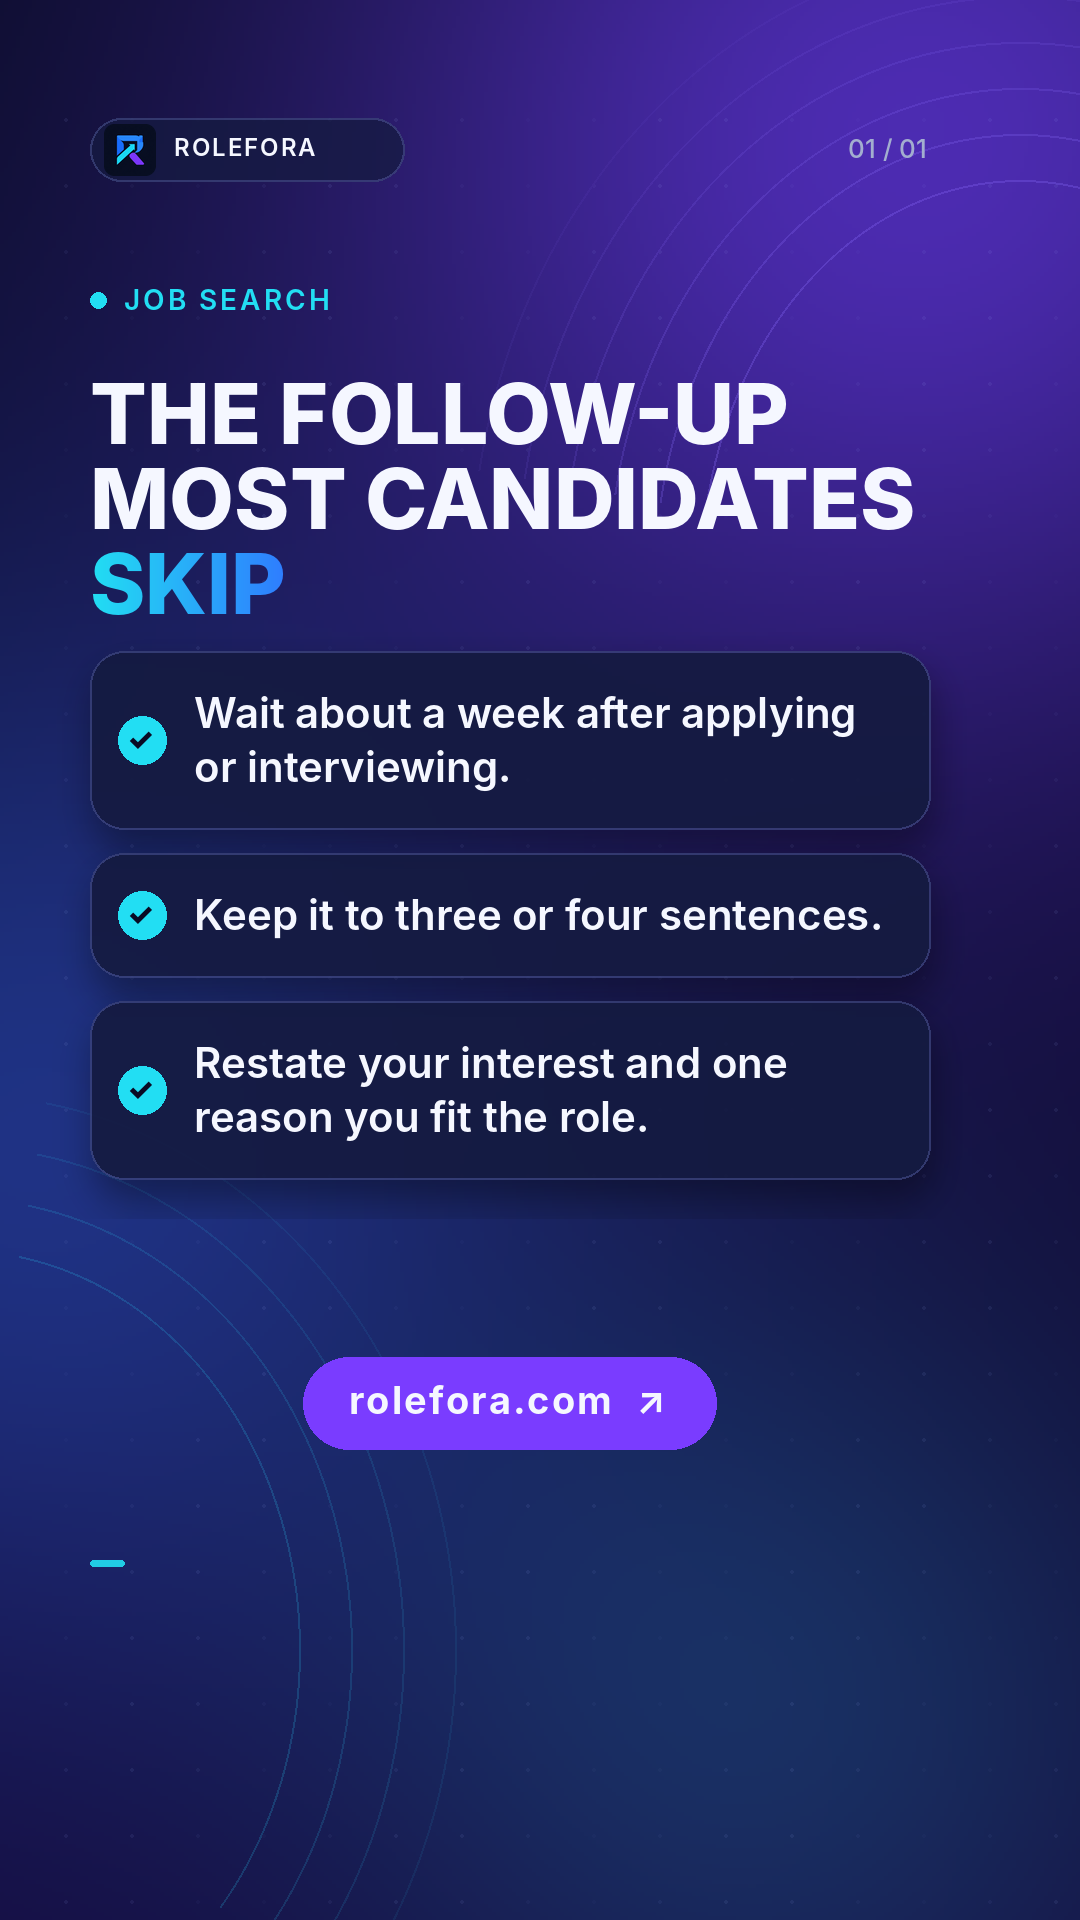 ROLEFORA
01 / 01
JOB SEARCH
THE FOLLOW-UP
MOST CANDIDATES
SKIP
Wait about a week after applying
or interviewing.
Keep it to three or four sentences.
Restate your interest and one
reason you fit the role.
rolefora.com